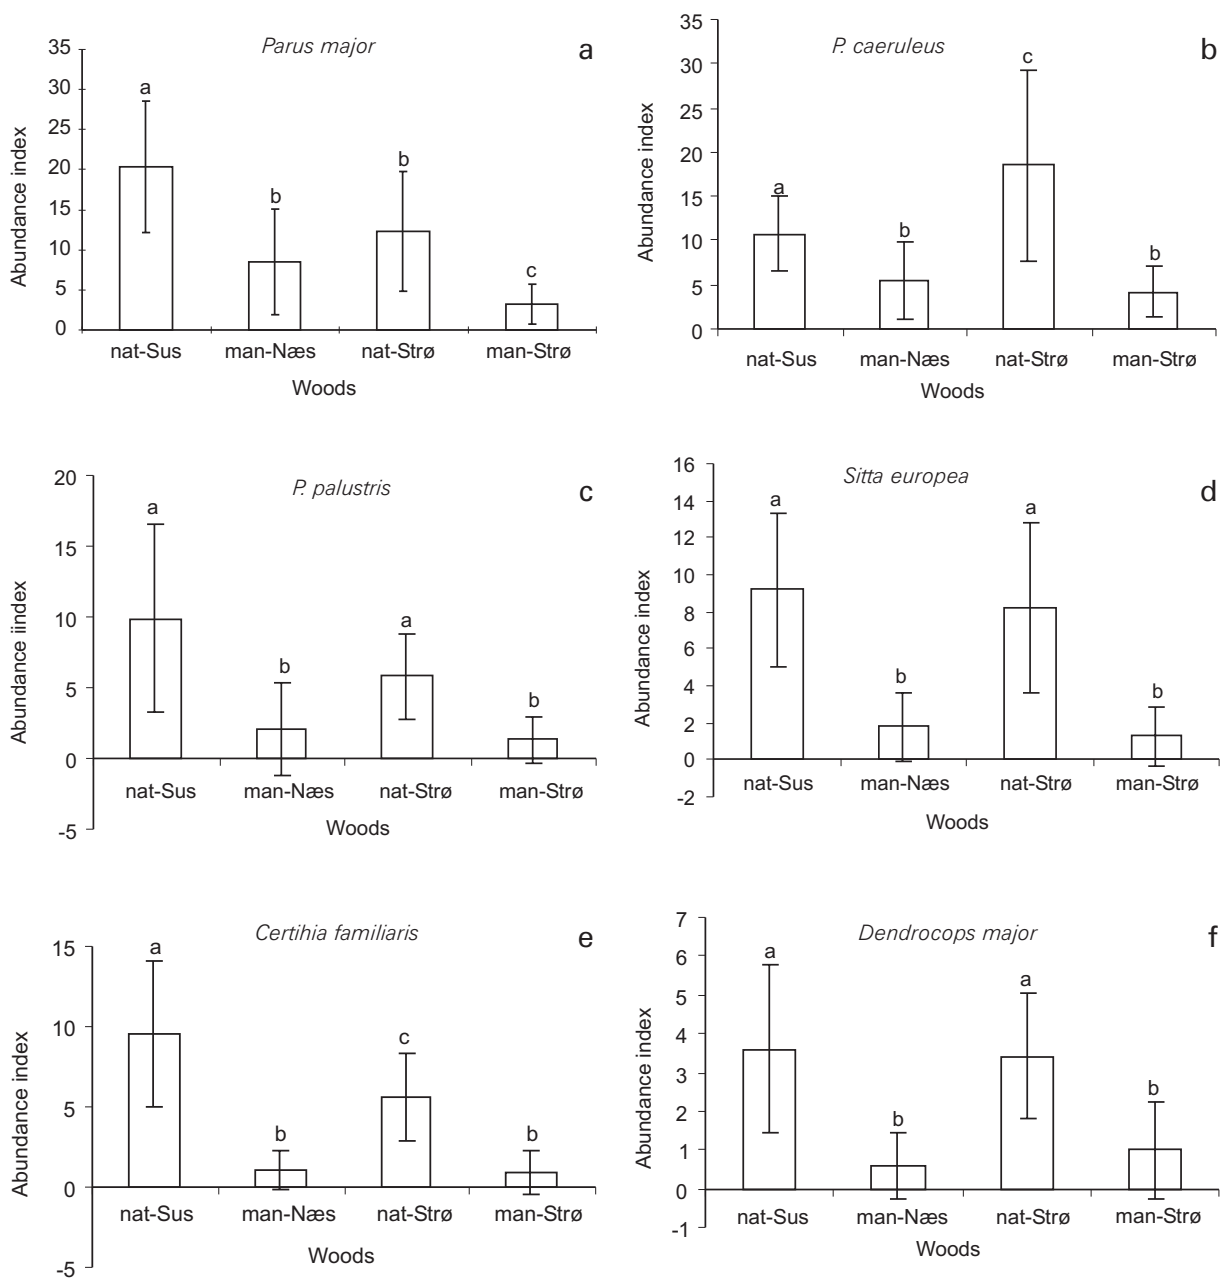 Parus major
a
35
30
25
20
15
10
5
0
Abundance index
a
b
b
c
nat-Sus man-Næs nat-Strø man-Strø
Woods
P. caeruleus
b
35
30
25
20
15
10
5
0
Abundance index
a
b
c
b
nat-Sus man-Næs nat-Strø man-Strø
Woods
P. palustris
c
20
15
10
5
0
-5
Abundance iindex
a
b
a
b
nat-Sus man-Næs nat-Strø man-Strø
Woods
Sitta europea
d
16
14
12
10
8
6
4
2
0
-2
Abundance index
a
b
a
b
nat-Sus man-Næs nat-Strø man-Strø
Woods
Certihia familiaris
e
15
10
5
0
-5
Abundance index
a
b
c
b
nat-Sus man-Næs nat-Strø man-Strø
Woods
Dendrocops major
f
7
6
5
4
3
2
1
0
-1
Abundance index
a
b
a
b
nat-Sus man-Næs nat-Strø man-Strø
Woods